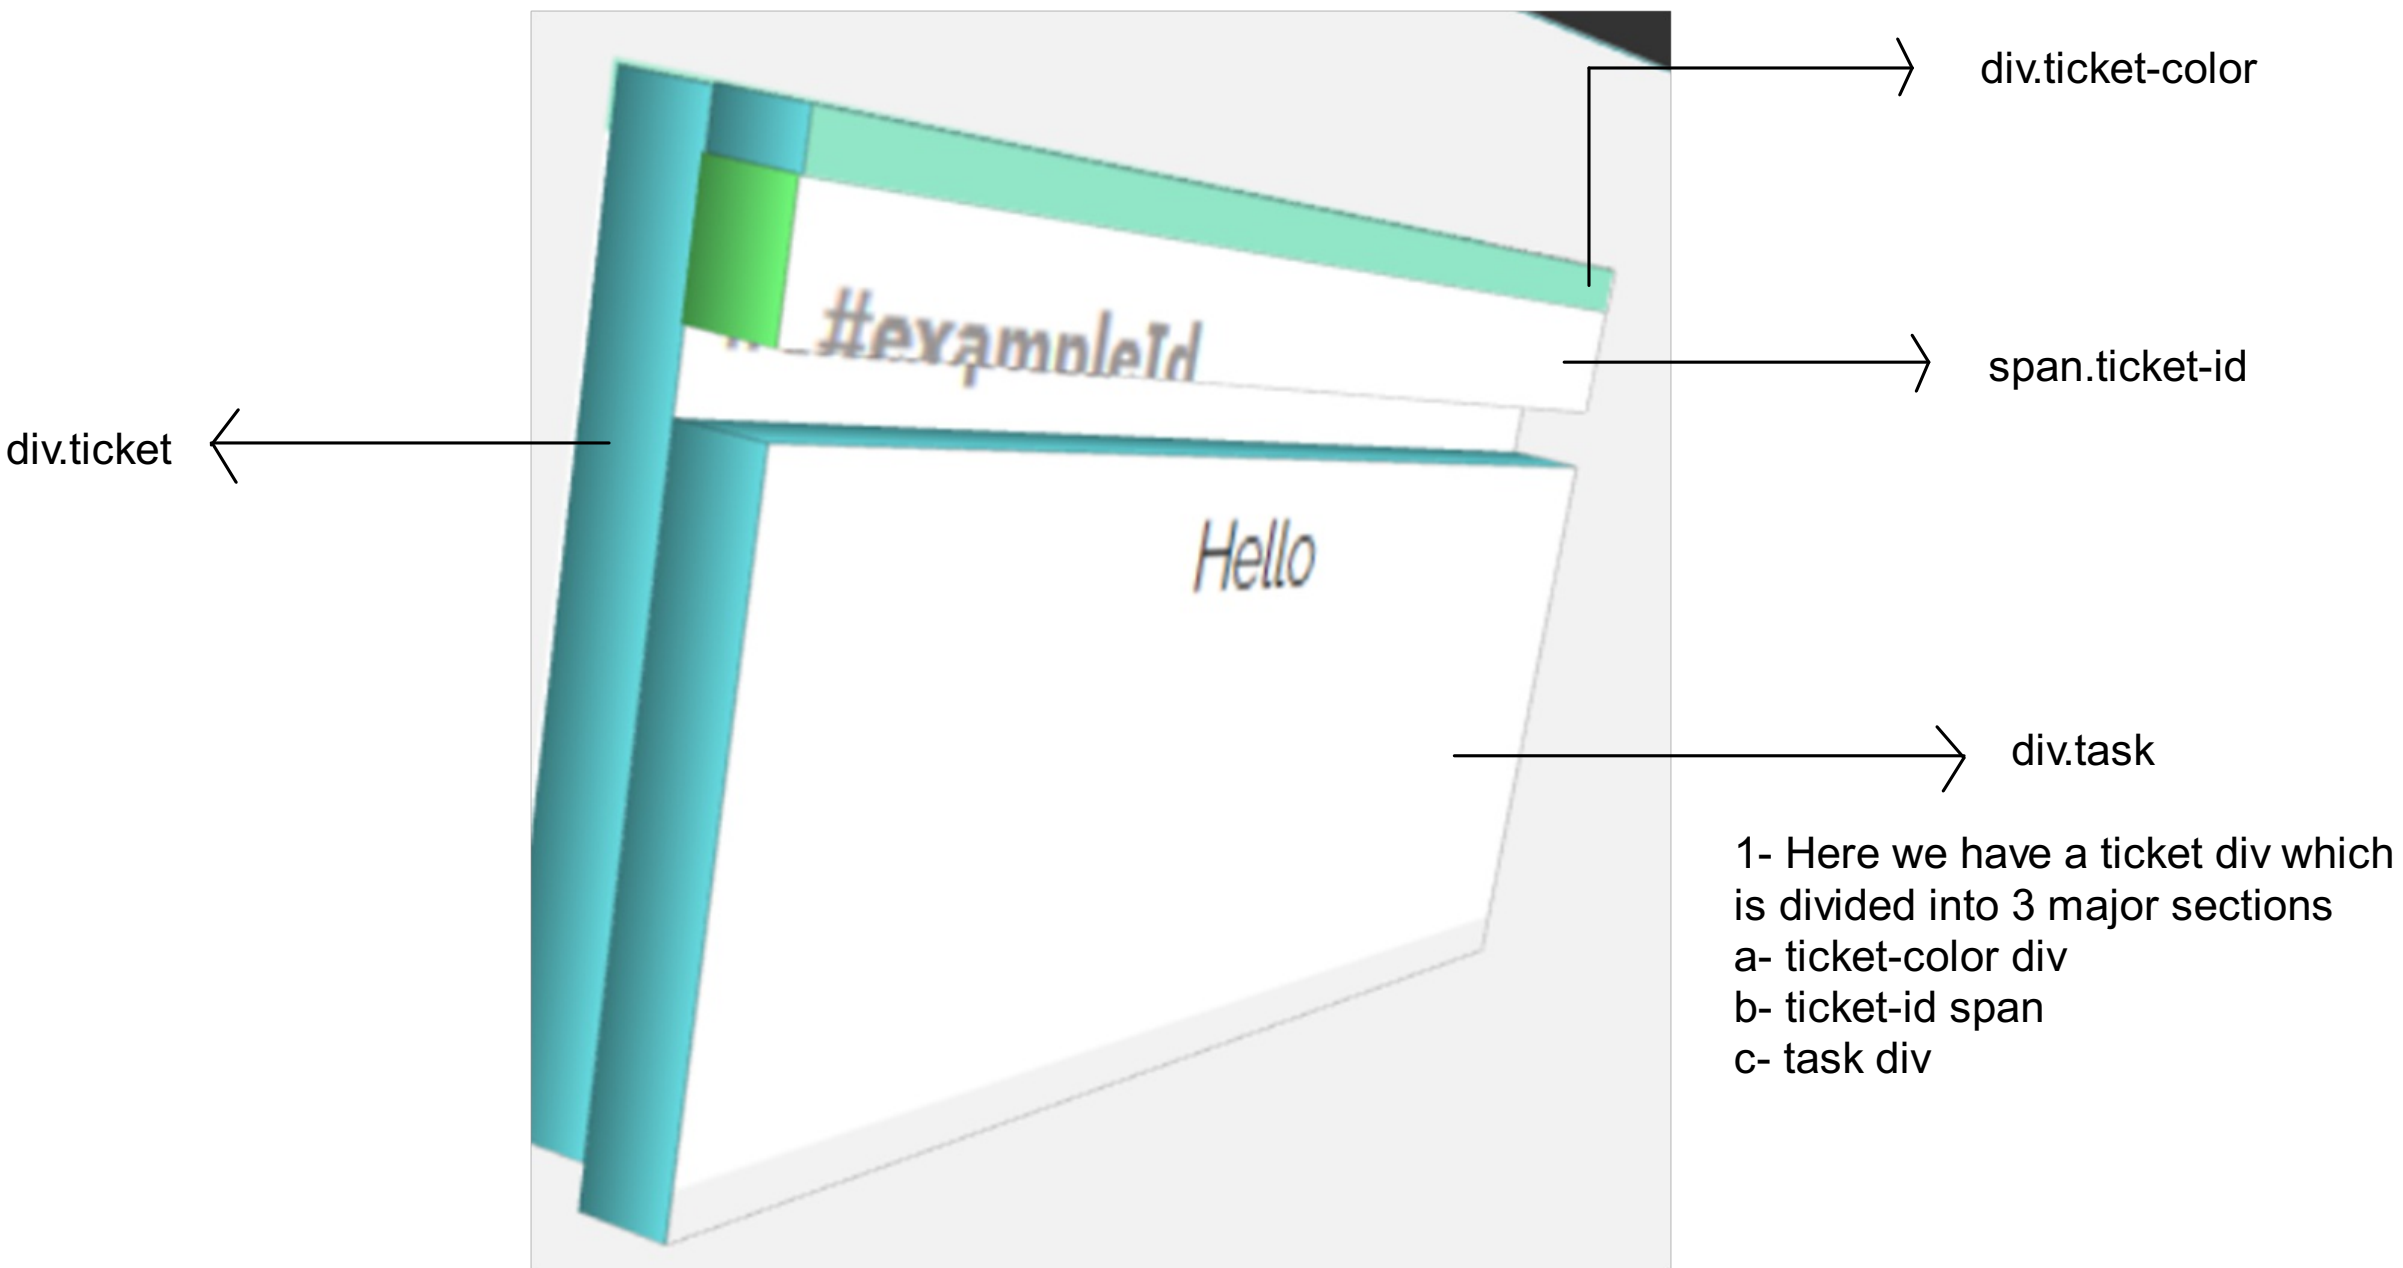 div.ticket-color
#exampleId
span.ticket-id
div.ticket
Hello
div.task
1- Here we have a ticket div which
is divided into 3 major sections
a- ticket-color div
b- ticket-id span
c- task div